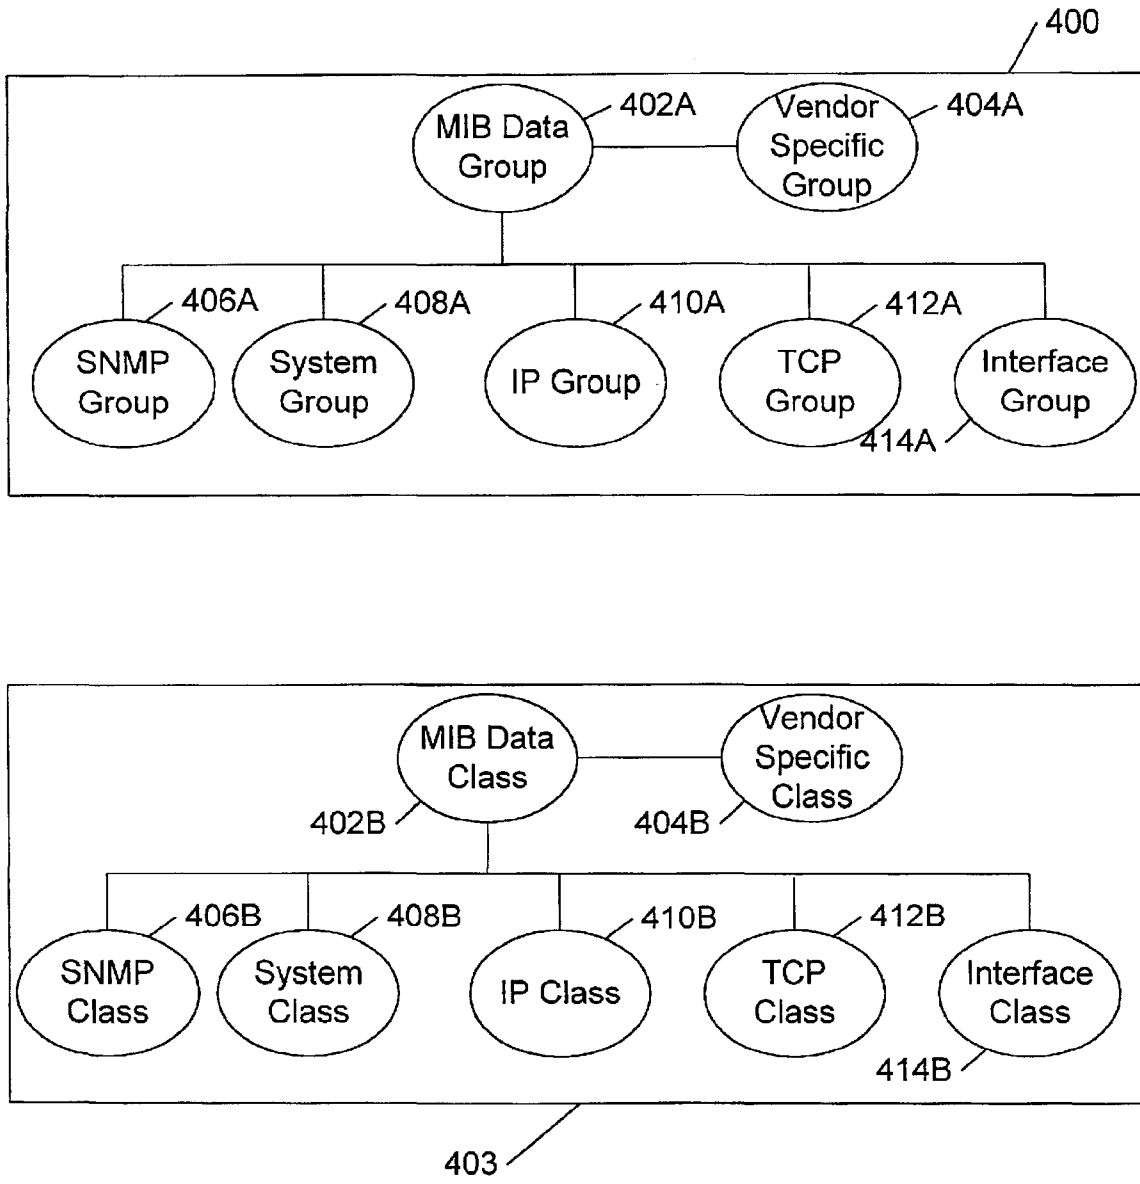 400
MIB Data
Group
402A
Vendor
Specific
Group
404A
406A
408A
410A
412A
SNMP
Group
System
Group
IP Group
TCP
Group
Interface
Group
414A
MIB Data
Class
402B
Vendor
Specific
Class
404B
406B
408B
410B
412B
SNMP
Class
System
Class
IP Class
TCP
Class
Interface
Class
414B
403